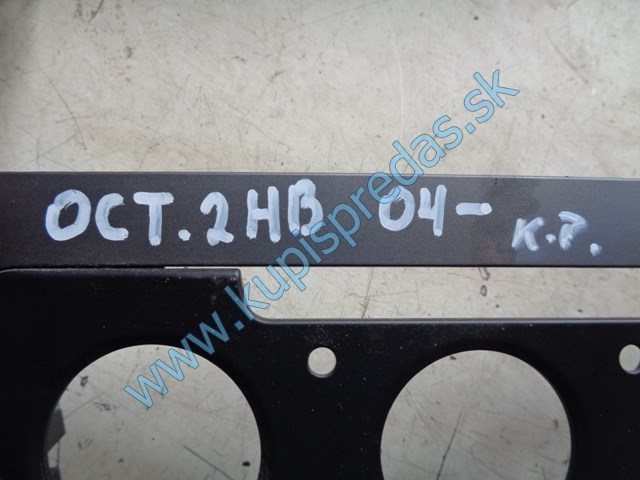 OCT. 2HB 04- K.P.
www.kupispredas.sk